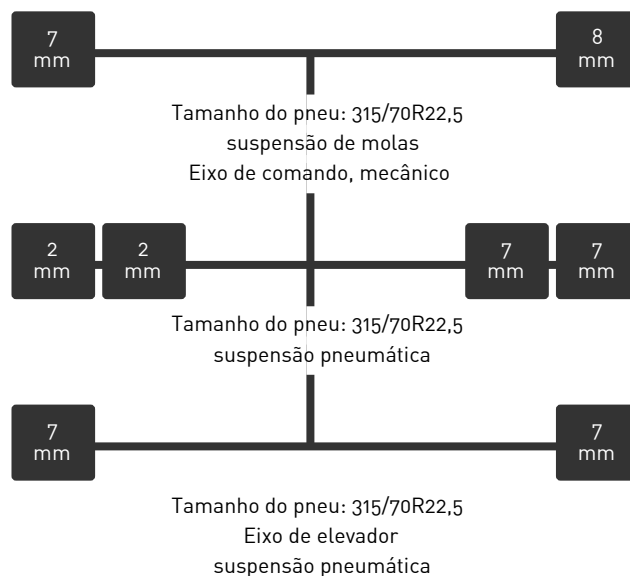 7 8
mm mm
Tamanho do pneu: 315/70R22,5
suspensão de molas
Eixo de comando, mecânico
2 2 7 7
mm mm mm mm
Tamanho do pneu: 315/70R22,5
suspensão pneumática
7 7
mm mm
Tamanho do pneu: 315/70R22,5
Eixo de elevador
suspensão pneumática